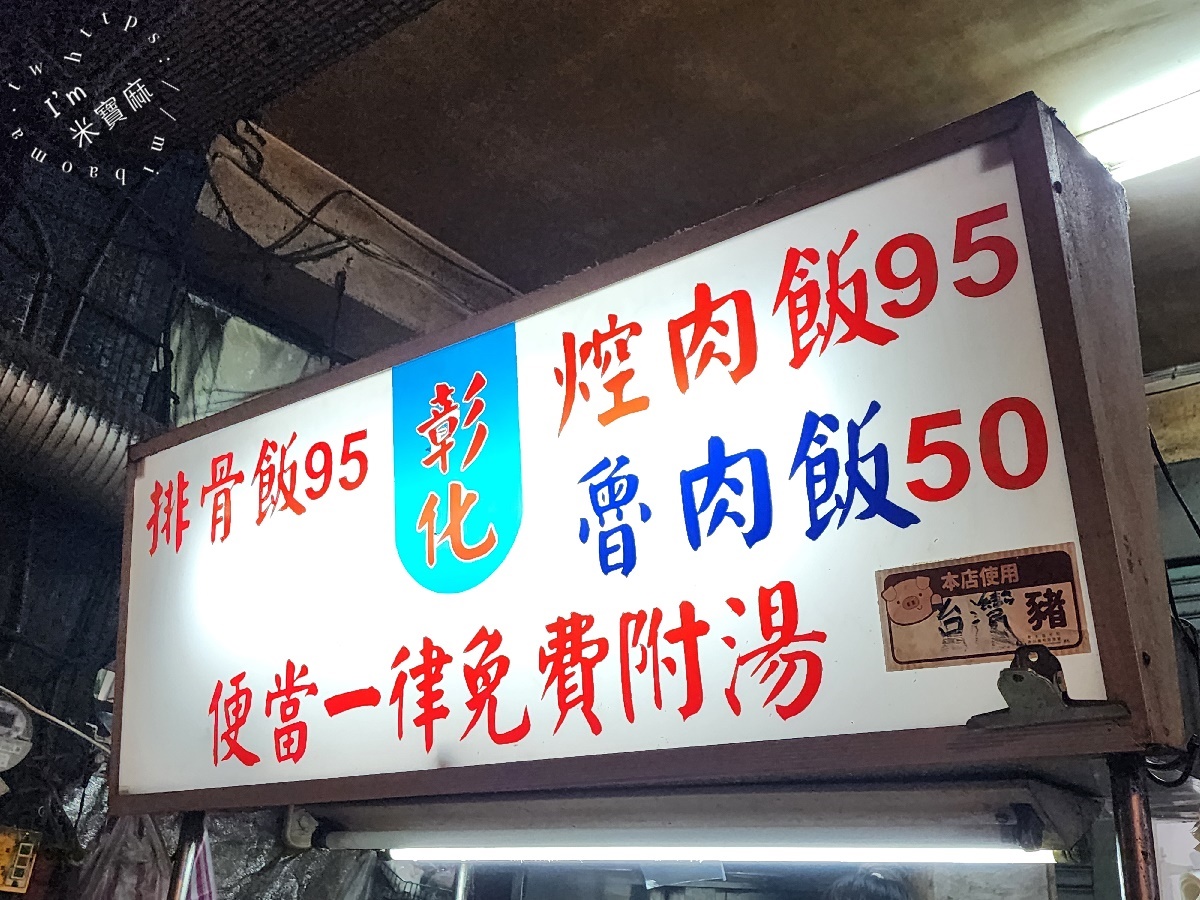 https://mibaoma.tw
I'm
米寶麻
排骨飯95
彰化
焢肉飯95
魯肉飯50
便當一律免費附湯
本店使用
台灣豬